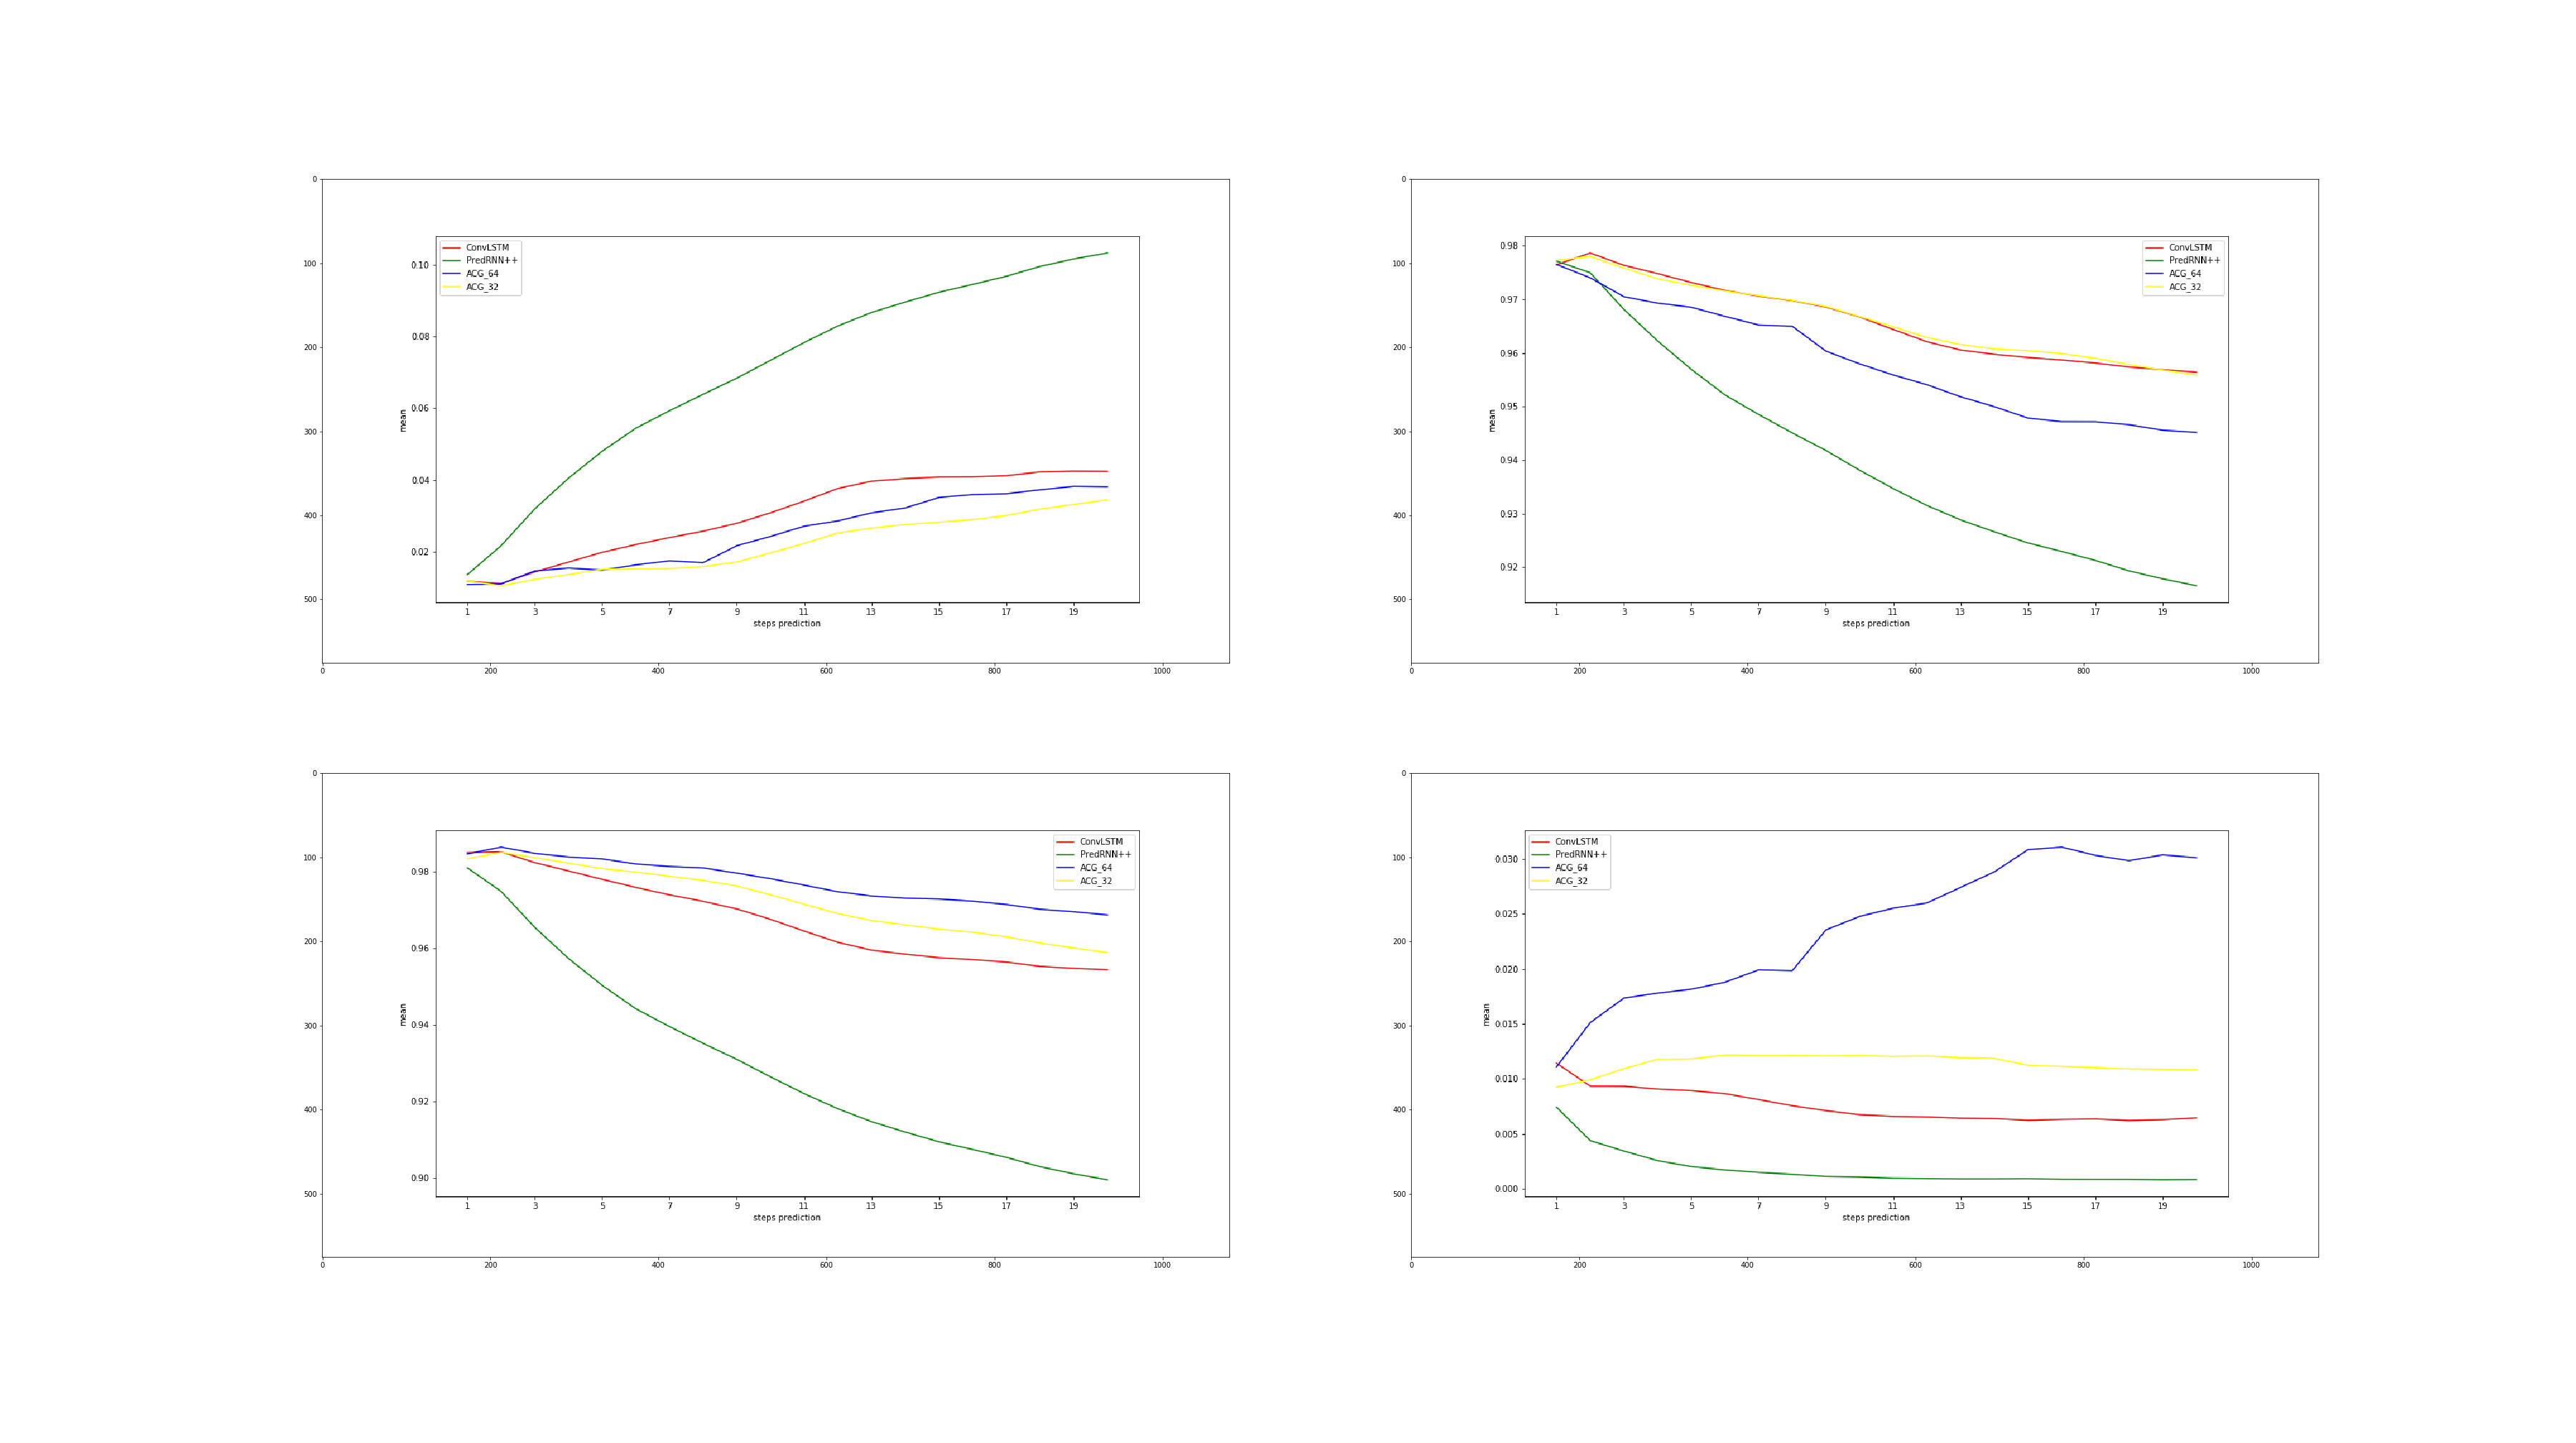 0
100
200
300
400
500
0
200
400
600
800
1000
mean
0.10
0.08
0.06
0.04
0.02
ConvLSTM
PredRNN++
ACG_64
ACG_32
1 3 5 7 9 11 13 15 17 19
steps prediction
0
100
200
300
400
500
0
200
400
600
800
1000
mean
0.98
0.97
0.96
0.95
0.94
0.93
0.92
ConvLSTM
PredRNN++
ACG_64
ACG_32
1 3 5 7 9 11 13 15 17 19
steps prediction
0
100
200
300
400
500
0
200
400
600
800
1000
mean
0.98
0.96
0.94
0.92
0.90
ConvLSTM
PredRNN++
ACG_64
ACG_32
1 3 5 7 9 11 13 15 17 19
steps prediction
0
100
200
300
400
500
0
200
400
600
800
1000
mean
0.030
0.025
0.020
0.015
0.010
0.005
0.000
ConvLSTM
PredRNN++
ACG_64
ACG_32
1 3 5 7 9 11 13 15 17 19
steps prediction